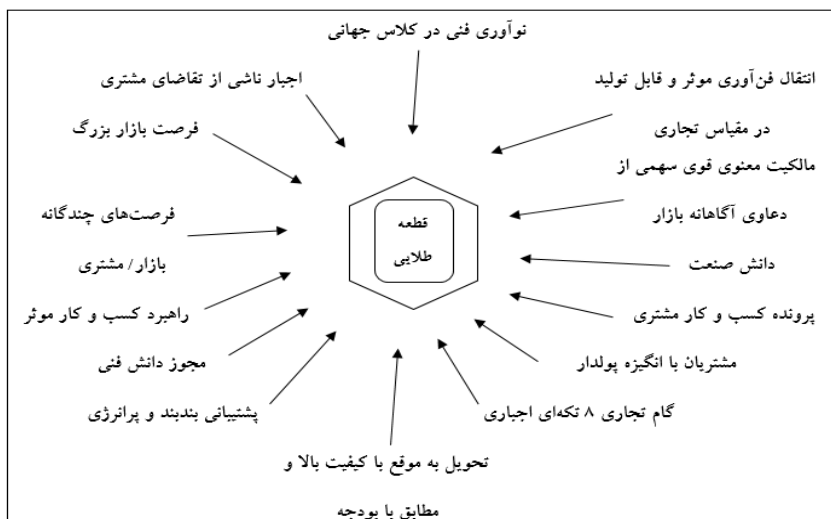 نوآوری فنی در کلاس جهانی
انتقال فن‌آوری موثر و قابل تولید
در مقیاس تجاری
مالکیت معنوی قوی سهمی از
دعاوی آگاهانه بازار
دانش صنعت
پرونده کسب و کار مشتری
مشتریان با انگیزه پولدار
گام تجاری ۸ تکه‌ای اجباری
تحویل به موقع با کیفیت بالا و
مطابق با بودجه
پشتیبانی بندبند و پرانرژی
مجوز دانش فنی
راهبرد کسب و کار موثر
فرصت‌های چندگانه
بازار/ مشتری
فرصت بازار بزرگ
اجبار ناشی از تقاضای مشتری
قطعه
طلایی